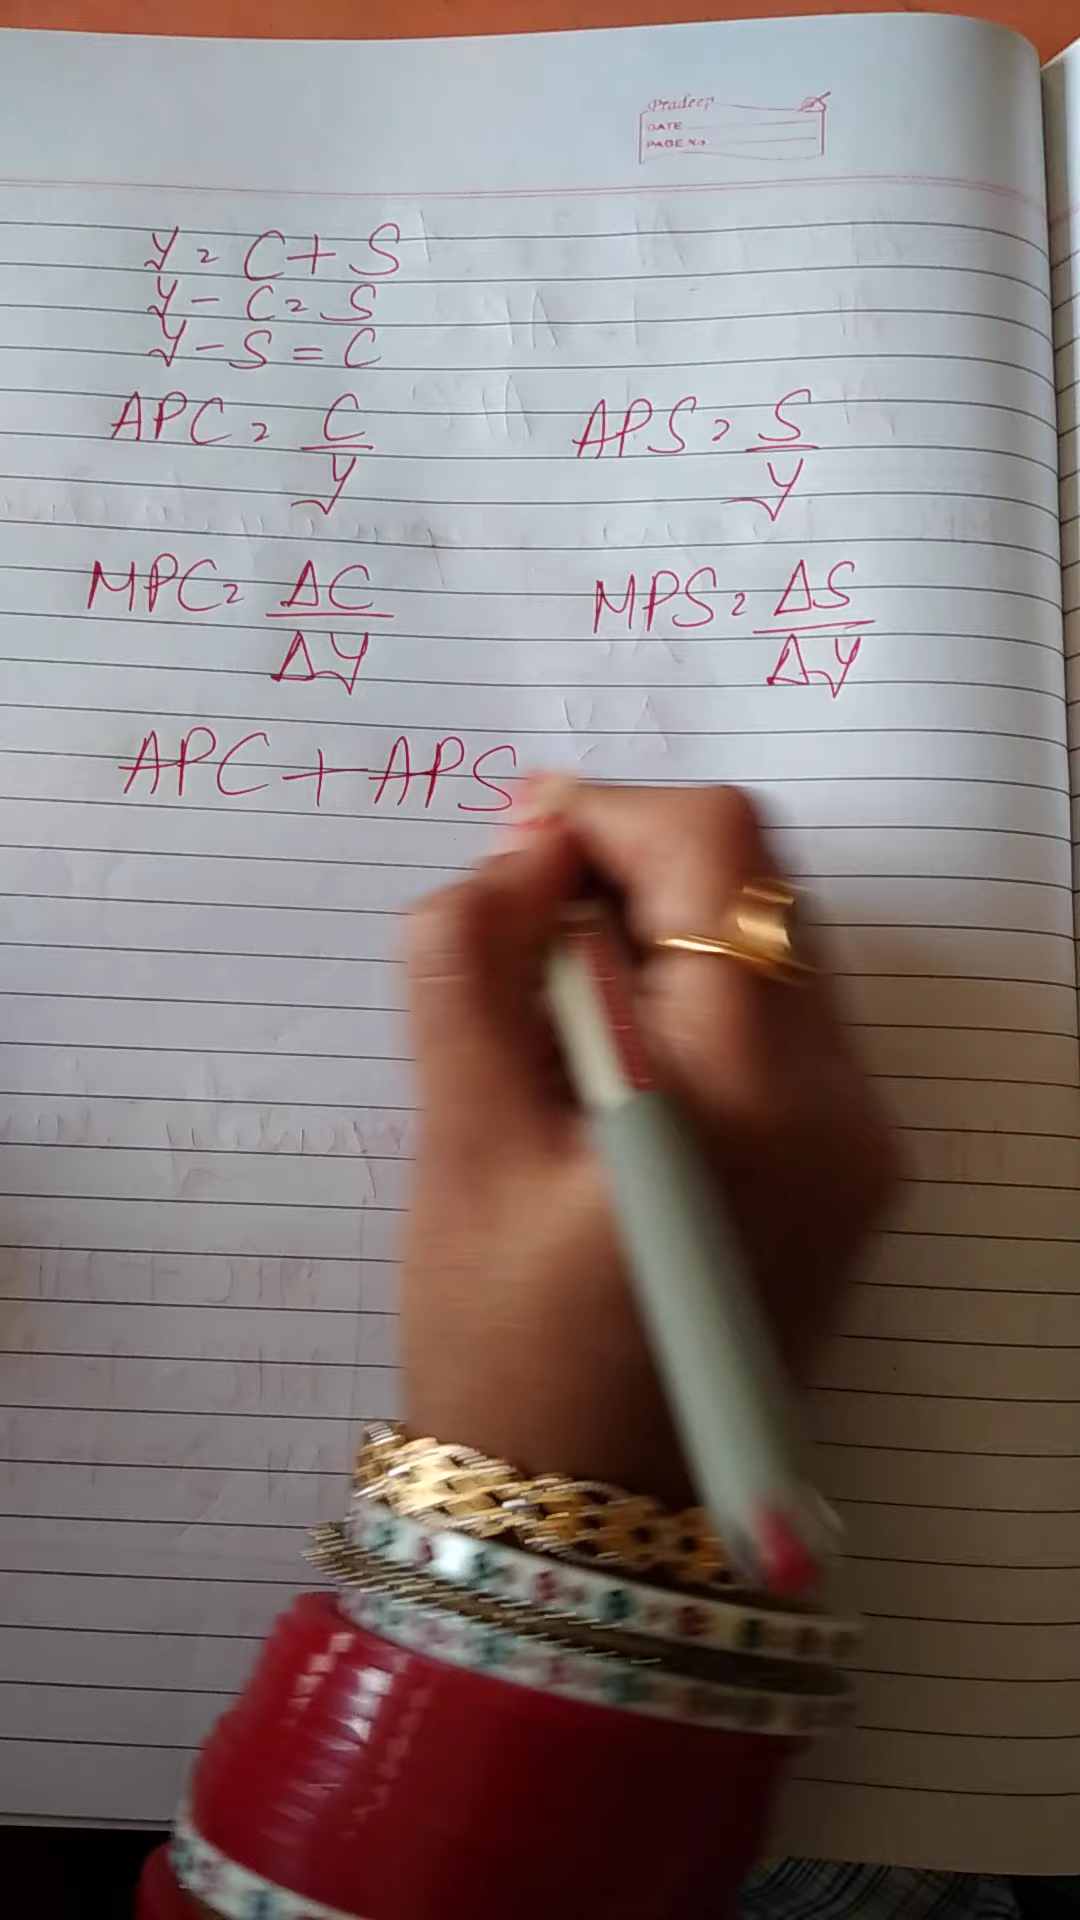 Pradeep
DATE
PAGE No
Y = C + S
Y - C = S
Y - S = C
APC = C/Y APS = S/Y
MPC = ΔC/ΔY MPS = ΔS/ΔY
APC + APS